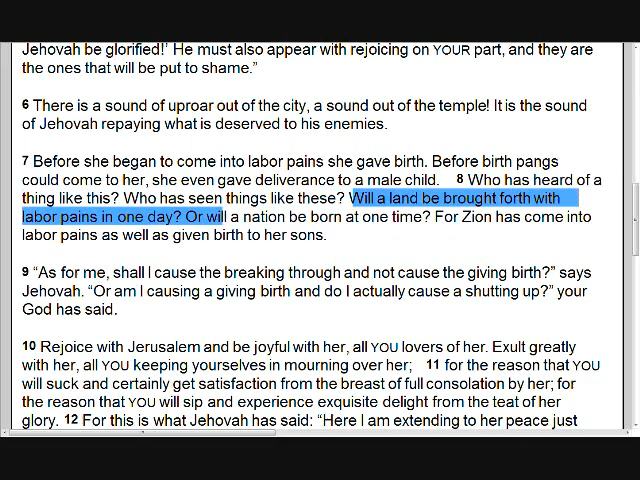 Jehovah be glorified!’ He must also appear with rejoicing on YOUR part, and they are
the ones that will be put to shame.”
6 There is a sound of uproar out of the city, a sound out of the temple! It is the sound
of Jehovah repaying what is deserved to his enemies.
7 Before she began to come into labor pains she gave birth. Before birth pangs
could come to her, she even gave deliverance to a male child. 8 Who has heard of a
thing like this? Who has seen things like these? Will a land be brought forth with
labor pains in one day? Or will a nation be born at one time? For Zion has come into
labor pains as well as given birth to her sons.
9 “As for me, shall I cause the breaking through and not cause the giving birth?” says
Jehovah. “Or am I causing a giving birth and do I actually cause a shutting up?” your
God has said.
10 Rejoice with Jerusalem and be joyful with her, all YOU lovers of her. Exult greatly
with her, all YOU keeping yourselves in mourning over her; 11 for the reason that YOU
will suck and certainly get satisfaction from the breast of full consolation by her; for
the reason that YOU will sip and experience exquisite delight from the teat of her
glory. 12 For this is what Jehovah has said: “Here I am extending to her peace just